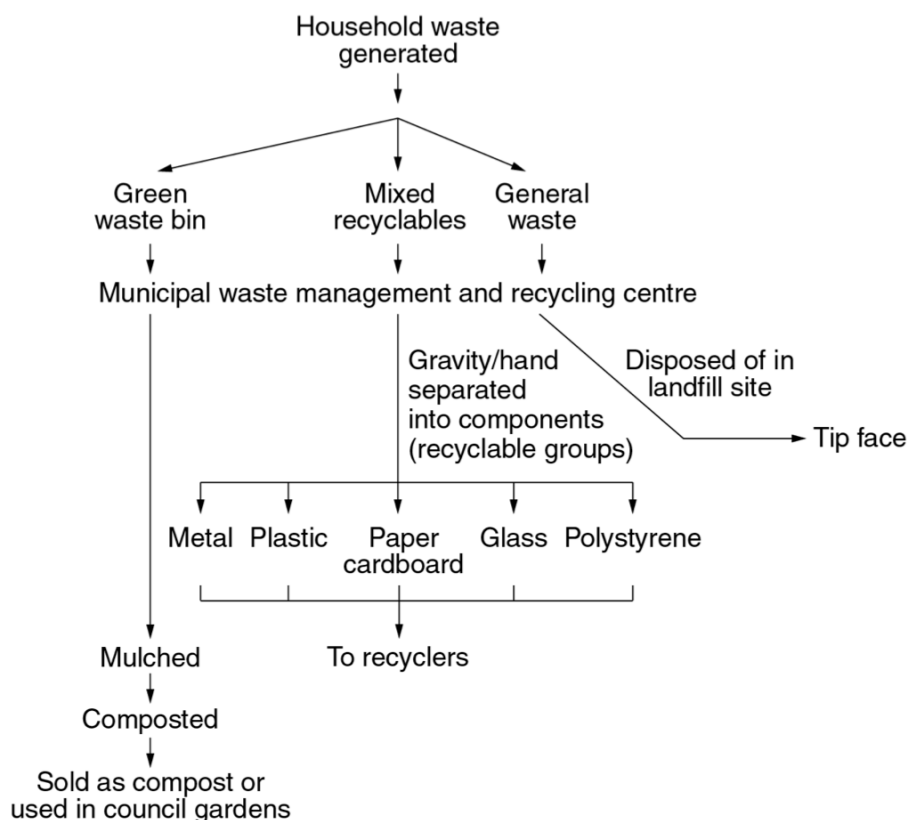 Household waste
generated
Green
waste bin
Mixed
recyclables
General
waste
Municipal waste management and recycling centre
Gravity/hand
separated
into components
(recyclable groups)
Disposed of in
landfill site
Tip face
Metal
Plastic
Paper
cardboard
Glass
Polystyrene
Mulched
To recyclers
Composted
Sold as compost or
used in council gardens